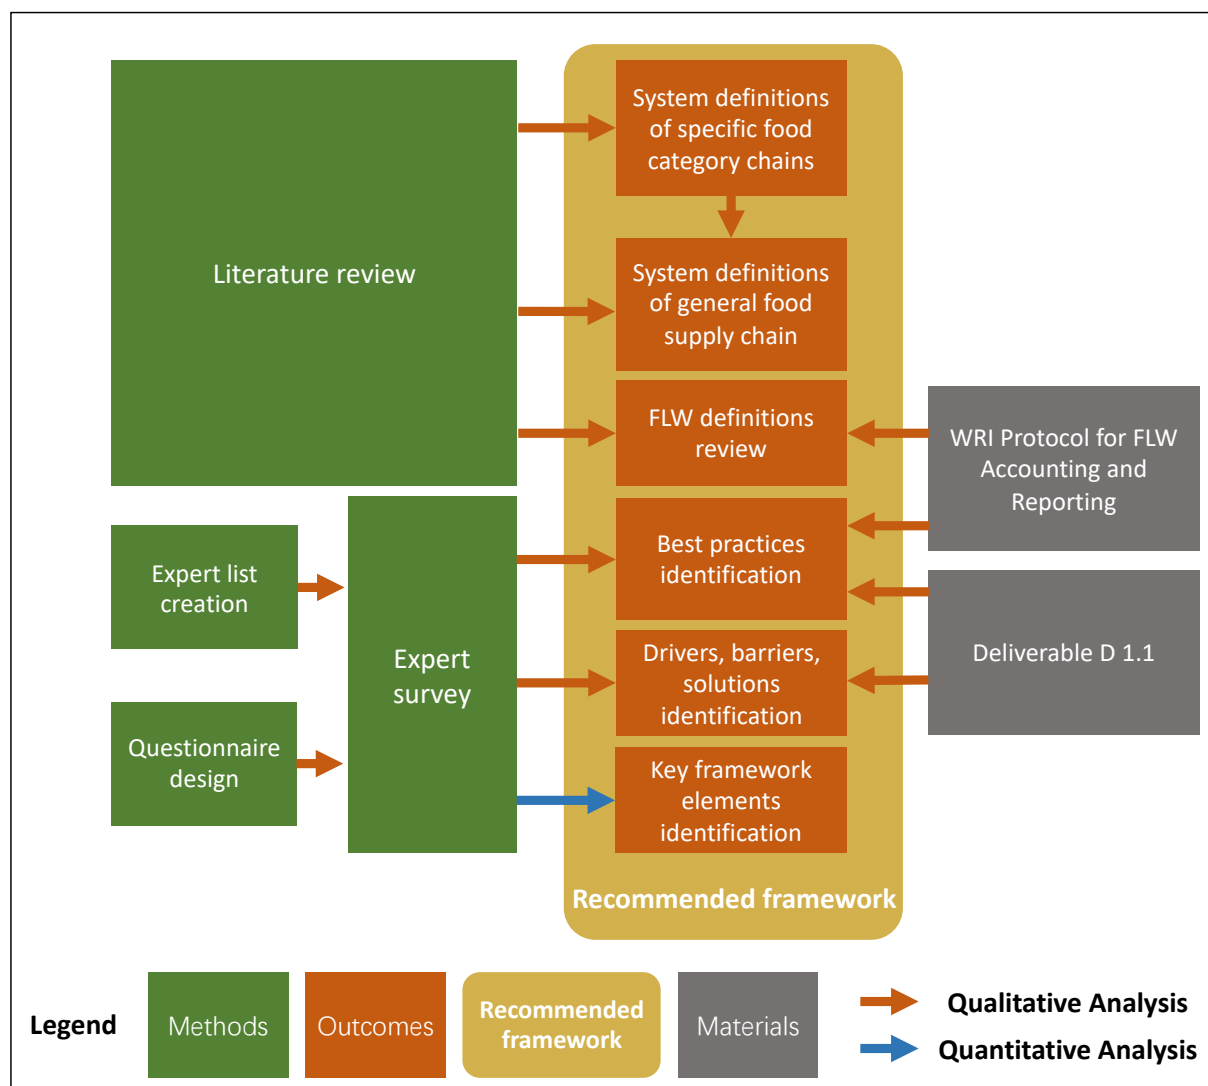 Literature review
System definitions
of specific food
category chains
System definitions
of general food
supply chain
FLW definitions
review
WRI Protocol for FLW
Accounting and
Reporting
Expert list
creation
Expert
survey
Best practices
identification
Deliverable D 1.1
Drivers, barriers,
solutions
identification
Questionnaire
design
Key framework
elements
identification
Recommended framework
Legend
Methods
Outcomes
Recommended
framework
Materials
Qualitative Analysis
Quantitative Analysis